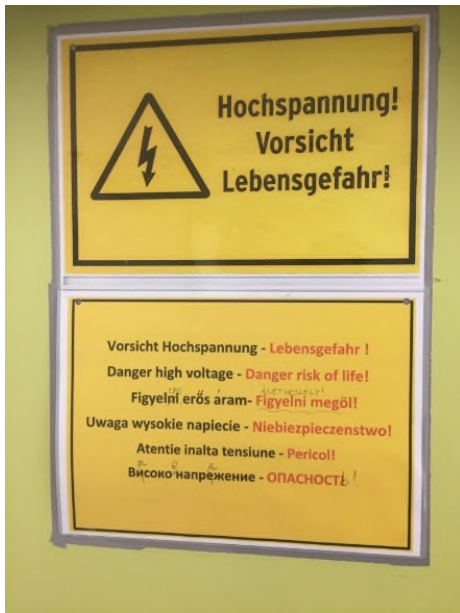 Hochspannung!
Vorsicht
Lebensgefahr!
Vorsicht Hochspannung - Lebensgefahr !
Danger high voltage - Danger risk of life!
ÉLETVESZÉLY!
Figyelni erős áram- Figyelni megöl!
Uwaga wysokie napiecie - Niebiezpieczenstwo!
Atentie inalta tensiune - Pericol!
Високо напрежение - ОПАСНОСТЬ!